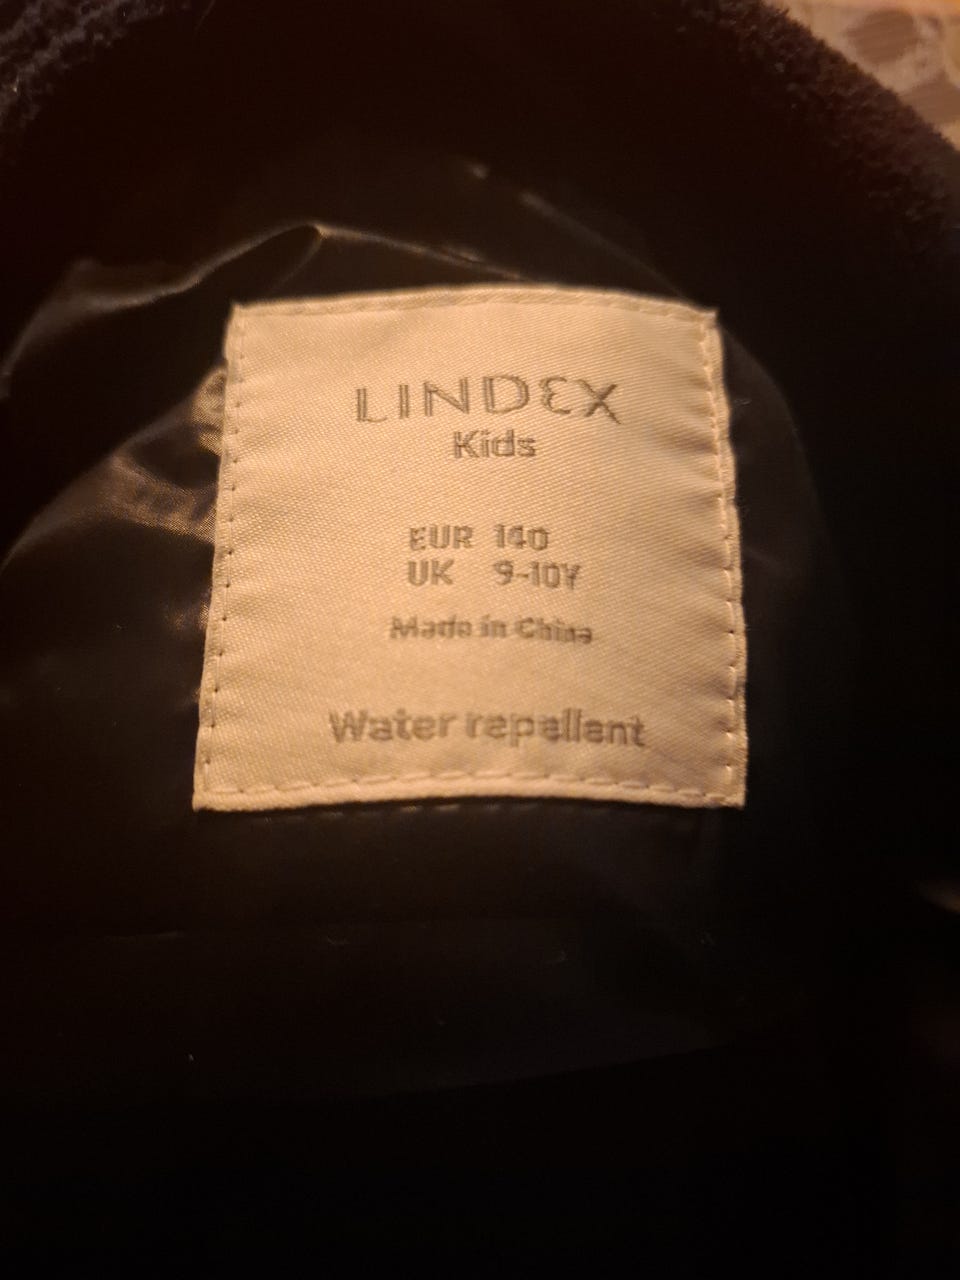 LINDEX
Kids
EUR 140
UK 9-10Y
Made in China
Water repellent